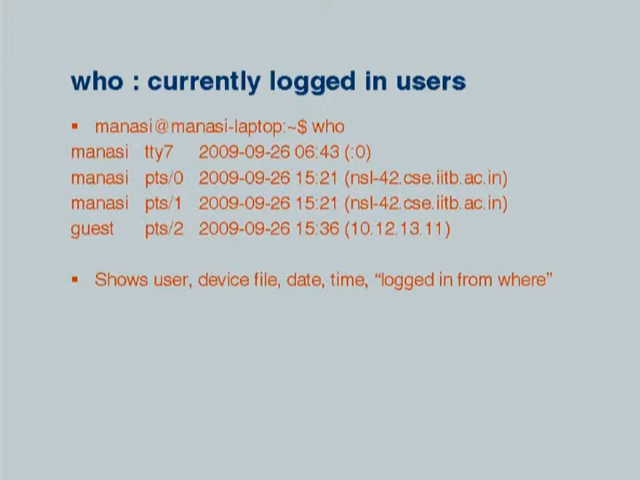 who : currently logged in users
▪ manasi@manasi-laptop:~$ who
manasi tty7 2009-09-26 06:43 (:0)
manasi pts/0 2009-09-26 15:21 (nsl-42.cse.iitb.ac.in)
manasi pts/1 2009-09-26 15:21 (nsl-42.cse.iitb.ac.in)
guest pts/2 2009-09-26 15:36 (10.12.13.11)
▪ Shows user, device file, date, time, “logged in from where”